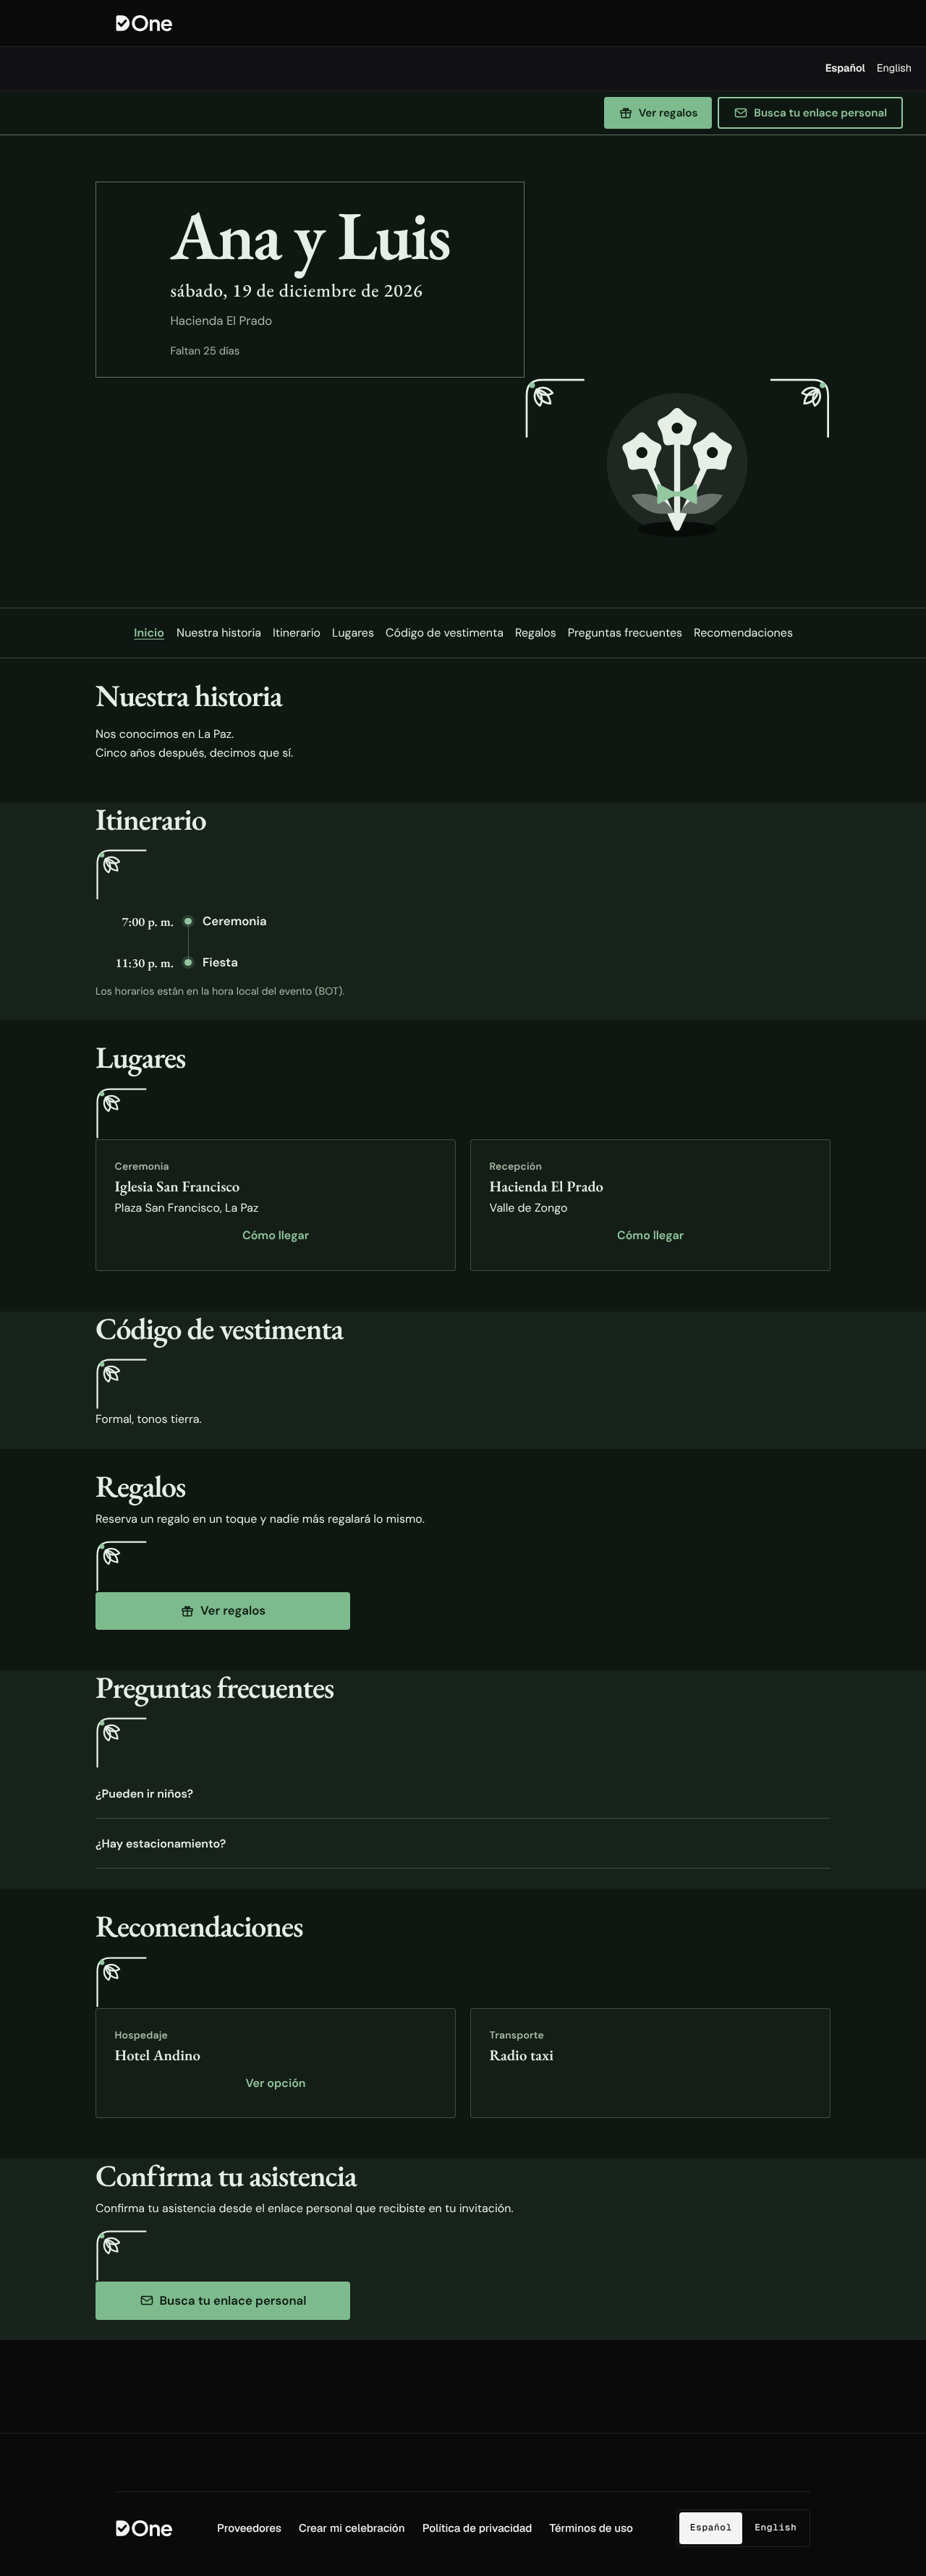 One
Español English
Ver regalos Busca tu enlace personal
Ana y Luis
sábado, 19 de diciembre de 2026
Hacienda El Prado
Faltan 25 días
Inicio Nuestra historia Itinerario Lugares Código de vestimenta Regalos Preguntas frecuentes Recomendaciones
Nuestra historia
Nos conocimos en La Paz.
Cinco años después, decimos que sí.
Itinerario
7:00 p. m. Ceremonia
11:30 p. m. Fiesta
Los horarios están en la hora local del evento (BOT).
Lugares
Ceremonia
Iglesia San Francisco
Plaza San Francisco, La Paz
Cómo llegar
Recepción
Hacienda El Prado
Valle de Zongo
Cómo llegar
Código de vestimenta
Formal, tonos tierra.
Regalos
Reserva un regalo en un toque y nadie más regalará lo mismo.
Ver regalos
Preguntas frecuentes
¿Pueden ir niños?
¿Hay estacionamiento?
Recomendaciones
Hospedaje
Hotel Andino
Ver opción
Transporte
Radio taxi
Confirma tu asistencia
Confirma tu asistencia desde el enlace personal que recibiste en tu invitación.
Busca tu enlace personal
One Proveedores Crear mi celebración Política de privacidad Términos de uso Español English